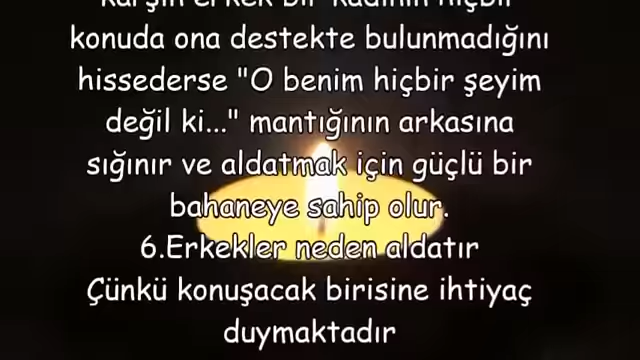 karşın erkek bir kadının hiçbir
konuda ona destekte bulunmadığını
hissederse "O benim hiçbir şeyim
değil ki..." mantığının arkasına
sığınır ve aldatmak için güçlü bir
bahaneye sahip olur.
6.Erkekler neden aldatır
Çünkü konuşacak birisine ihtiyaç
duymaktadır